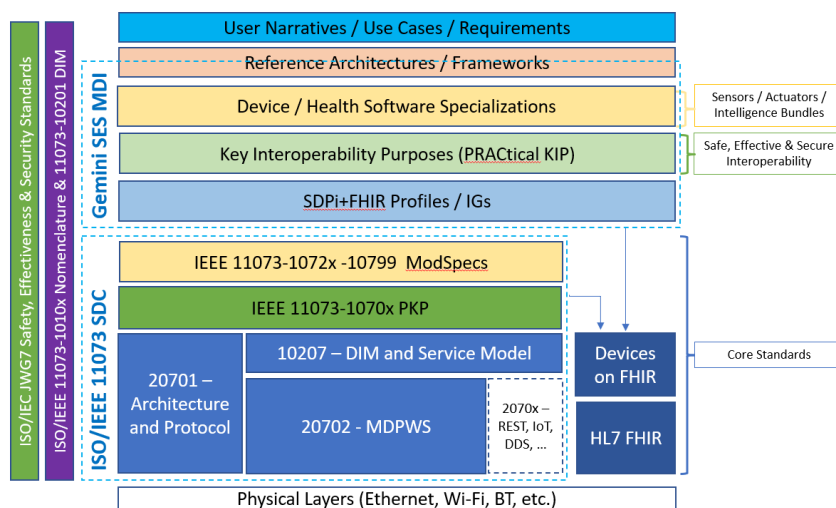 User Narratives / Use Cases / Requirements
Reference Architectures / Frameworks
Device / Health Software Specializations
Key Interoperability Purposes (PRACtical KIP)
SDPi+FHIR Profiles / IGs
Sensors / Actuators /
Intelligence Bundles
Safe, Effective & Secure
Interoperability
ISO/IEC JWG7 Safety, Effectiveness & Security Standards
ISO/IEEE 11073-1010x Nomenclature & 11073-10201 DIM
Gemini SES MDI
ISO/IEEE 11073 SDC
IEEE 11073-1072x -10799 ModSpecs
IEEE 11073-1070x PKP
20701 –
Architecture
and Protocol
10207 – DIM and Service Model
20702 - MDPWS
2070x –
REST, IoT,
DDS, ...
Devices
on FHIR
HL7 FHIR
Core Standards
Physical Layers (Ethernet, Wi-Fi, BT, etc.)